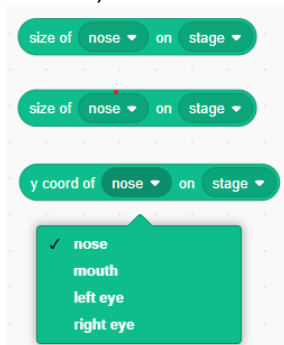 size of nose on stage
size of nose on stage
y coord of nose on stage
nose
mouth
left eye
right eye